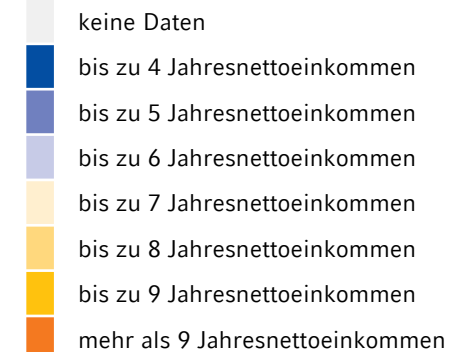 keine Daten
bis zu 4 Jahresnettoeinkommen
bis zu 5 Jahresnettoeinkommen
bis zu 6 Jahresnettoeinkommen
bis zu 7 Jahresnettoeinkommen
bis zu 8 Jahresnettoeinkommen
bis zu 9 Jahresnettoeinkommen
mehr als 9 Jahresnettoeinkommen